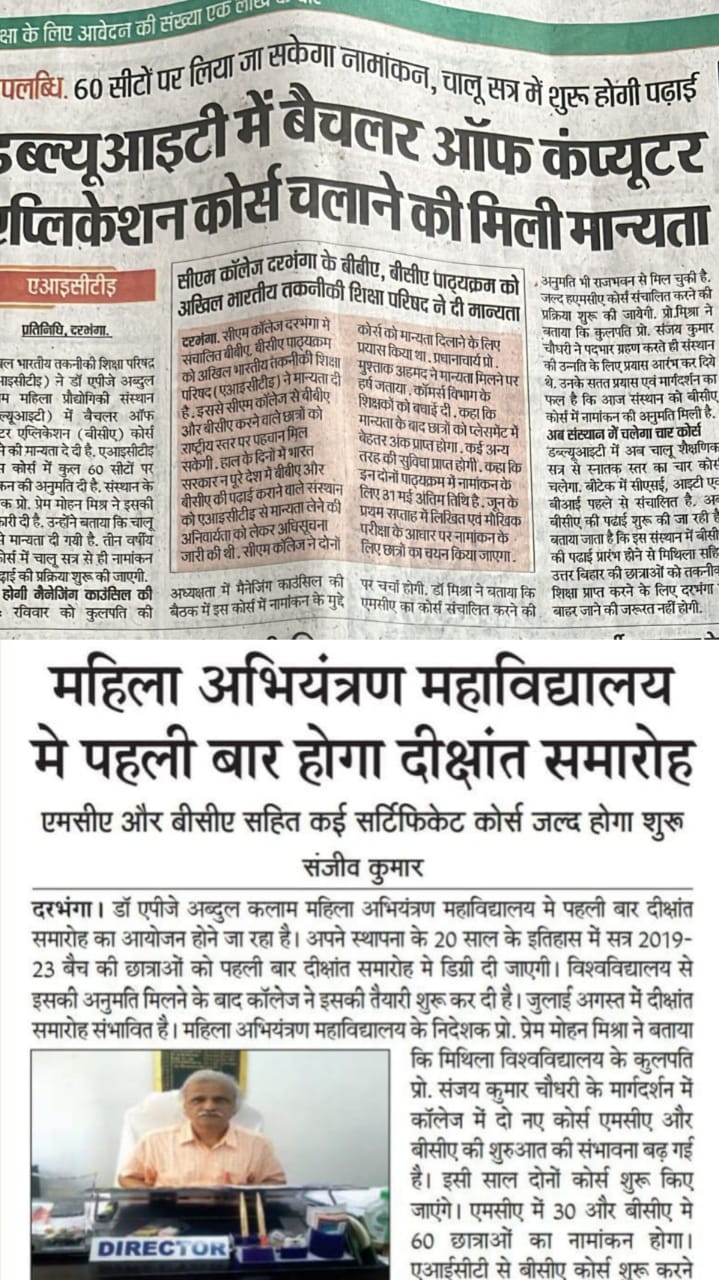 क्षा के लिए आवेदन की संख्या एक लाख के पार
पलब्धि. 60 सीटों पर लिया जा सकेगा नामांकन, चालू सत्र में शुरू होगी पढ़ाई
डब्ल्यूआइटी में बैचलर ऑफ कंप्यूटर
एप्लिकेशन कोर्स चलाने की मिली मान्यता
एआइसीटीइ
प्रतिनिधि, दरभंगा.
ल भारतीय तकनीकी शिक्षा परिषद
आइसीटीइ) ने डॉ एपीजे अब्दुल
म महिला प्रौद्योगिकी संस्थान
ल्यूआइटी) में बैचलर ऑफ
टर एप्लिकेशन (बीसीए) कोर्स
ने की मान्यता दे दी है. एआइसीटीइ
स कोर्स में कुल 60 सीटों पर
कन की अनुमति दी है. संस्थान के
क प्रो. प्रेम मोहन मिश्र ने इसकी
कारी दी है. उन्होंने बताया कि चालू
से मान्यता दी गयी है. तीन वर्षीय
कोर्स में चालू सत्र से ही नामांकन
ढ़ाई की प्रक्रिया शुरू की जाएगी.
होगी मैनेजिंग काउंसिल की
: रविवार को कुलपति की
सीएम कॉलेज दरभंगा के बीबीए, बीसीए पाठ्यक्रम को
अखिल भारतीय तकनीकी शिक्षा परिषद ने दी मान्यता
दरभंगा. सीएम कॉलेज दरभंगा में
संचालित बीबीए, बीसीए पाठ्यक्रम
को अखिल भारतीय तकनीकी शिक्षा
परिषद (एआइसीटीइ) ने मान्यता दी
है. इससे सीएम कॉलेज से बीबीए
और बीसीए करने वाले छात्रों को
राष्ट्रीय स्तर पर पहचान मिल
सकेगी. हाल के दिनों में भारत
सरकार न पूरे देश में बीबीए और
बीसीए की पढाई कराने वाले संस्थान
को एआइसीटीइ से मान्यता लेने की
अनिवार्यता को लेकर अधिसूचना
जारी की थी. सीएम कॉलेज ने दोनों
कोर्स को मान्यता दिलाने के लिए
प्रयास किया था. प्रधानाचार्य प्रो.
मुश्ताक अहमद ने मान्यता मिलने पर
हर्ष जताया. कॉमर्स विभाग के
शिक्षकों को बधाई दी. कहा कि
मान्यता के बाद छात्रों को प्लेसमेंट में
बेहतर अंक प्राप्त होगा. कई अन्य
तरह की सुविधा प्राप्त होगी. कहा कि
इन दोनों पाठ्यक्रम में नामांकन के
लिए 31 मई अंतिम तिथि है. जून के
प्रथम सप्ताह में लिखित एवं मौखिक
परीक्षा के आधार पर नामांकन के
लिए छात्रों का चयन किया जाएगा.
अध्यक्षता में मैनेजिंग काउंसिल की
बैठक में इस कोर्स में नामांकन के मुद्दे
पर चर्चा होगी. डॉ मिश्रा ने बताया कि
एमसीए का कोर्स संचालित करने की
अनुमति भी राजभवन से मिल चुकी है.
जल्द हएमसीए कोर्स संचालित करने की
प्रक्रिया शुरू की जायेगी. प्रो.मिश्रा ने
बताया कि कुलपति प्रो. संजय कुमार
चौधरी ने पदभार ग्रहण करते ही संस्थान
की उन्नति के लिए प्रयास आरंभ कर दिये
थे. उनके सतत प्रयास एवं मार्गदर्शन का
फल है कि आज संस्थान को बीसीए
कोर्स में नामांकन की अनुमति मिली है.
अब संस्थान में चलेगा चार कोर्स
डब्ल्यूआइटी में अब चालू शैक्षणिक
सत्र से स्नातक स्तर का चार कोर्स
चलेगा. बीटेक में सीएसई, आइटी ए
बीआई पहले से संचालित है. अ
बीसीए की पढाई शुरू की जा रही है
बताया जाता है कि इस संस्थान में बीसी
की पढाई प्रारंभ होने से मिथिला सहि
उत्तर बिहार की छात्राओं को तकनी
शिक्षा प्राप्त करने के लिए दरभंगा
बाहर जाने की जरूरत नहीं होगी.
महिला अभियंत्रण महाविद्यालय
मे पहली बार होगा दीक्षांत समारोह
एमसीए और बीसीए सहित कई सर्टिफिकेट कोर्स जल्द होगा शुरू
संजीव कुमार
दरभंगा। डॉ एपीजे अब्दुल कलाम महिला अभियंत्रण महाविद्यालय मे पहली बार दीक्षांत
समारोह का आयोजन होने जा रहा है। अपने स्थापना के 20 साल के इतिहास में सत्र 2019-
23 बैच की छात्राओं को पहली बार दीक्षांत समारोह मे डिग्री दी जाएगी। विश्वविद्यालय से
इसकी अनुमति मिलने के बाद कॉलेज ने इसकी तैयारी शुरू कर दी है। जुलाई अगस्त में दीक्षांत
समारोह संभावित है। महिला अभियंत्रण महाविद्यालय के निदेशक प्रो. प्रेम मोहन मिश्रा ने बताया
कि मिथिला विश्वविद्यालय के कुलपति
प्रो. संजय कुमार चौधरी के मार्गदर्शन में
कॉलेज में दो नए कोर्स एमसीए और
बीसीए की शुरुआत की संभावना बढ़ गई
है। इसी साल दोनों कोर्स शुरू किए
जाएंगे। एमसीए में 30 और बीसीए मे
60 छात्राओं का नामांकन होगा।
एआईसीटी से बीसीए कोर्स शुरू करने
DIRECTOR